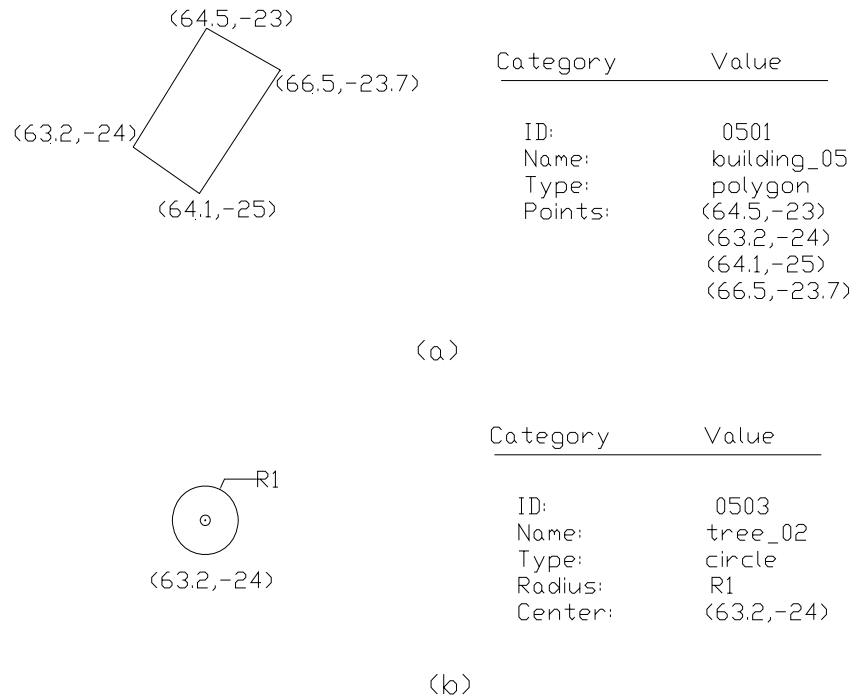 (64.5,-23)
(66.5,-23.7)
(63.2,-24)
(64.1,-25)
Category Value
ID: 0501
Name: building_05
Type: polygon
Points: (64.5,-23)
(63.2,-24)
(64.1,-25)
(66.5,-23.7)
(a)
R1
(63.2,-24)
Category Value
ID: 0503
Name: tree_02
Type: circle
Radius: R1
Center: (63.2,-24)
(b)